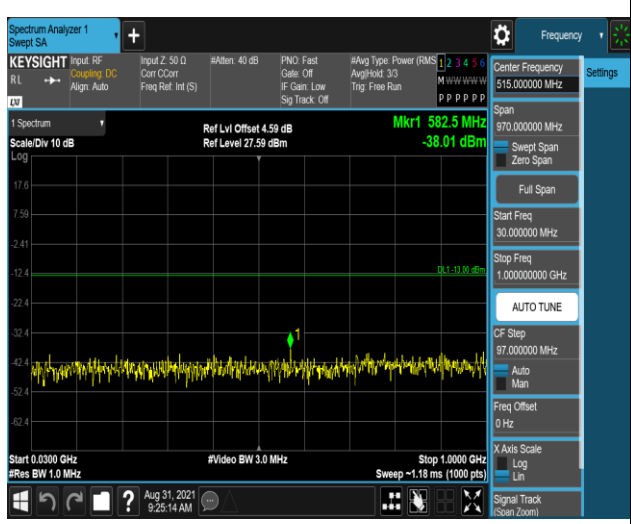 Spectrum Analyzer 1
Swept SA
Frequency
KEYSIGHT
RL
LXI
Input: RF
Coupling: DC
Align: Auto
Input Z: 50 Ω
Corr CCorr
Freq Ref: Int (S)
#Atten: 40 dB
PNO: Fast
Gate: Off
IF Gain: Low
Sig Track: Off
#Avg Type: Power (RMS
Avg|Hold: 3/3
Trig: Free Run
1 2 3 4 5 6
M W W W W W
P P P P P P
1 Spectrum
Scale/Div 10 dB
Log
Ref Lvl Offset 4.59 dB
Ref Level 27.59 dBm
Mkr1 582.5 MHz
-38.01 dBm
17.6
7.59
-2.41
-12.4
-22.4
-32.4
-42.4
-52.4
-62.4
DL1 -13.00 dBm
1
Start 0.0300 GHz
#Res BW 1.0 MHz
#Video BW 3.0 MHz
Stop 1.0000 GHz
Sweep ~1.18 ms (1000 pts)
Center Frequency
515.000000 MHz
Settings
Span
970.000000 MHz
Swept Span
Zero Span
Full Span
Start Freq
30.000000 MHz
Stop Freq
1.000000000 GHz
AUTO TUNE
CF Step
97.000000 MHz
Auto
Man
Freq Offset
0 Hz
X Axis Scale
Log
Lin
Signal Track
(Span Zoom)
?
Aug 31, 2021
9:25:14 AM